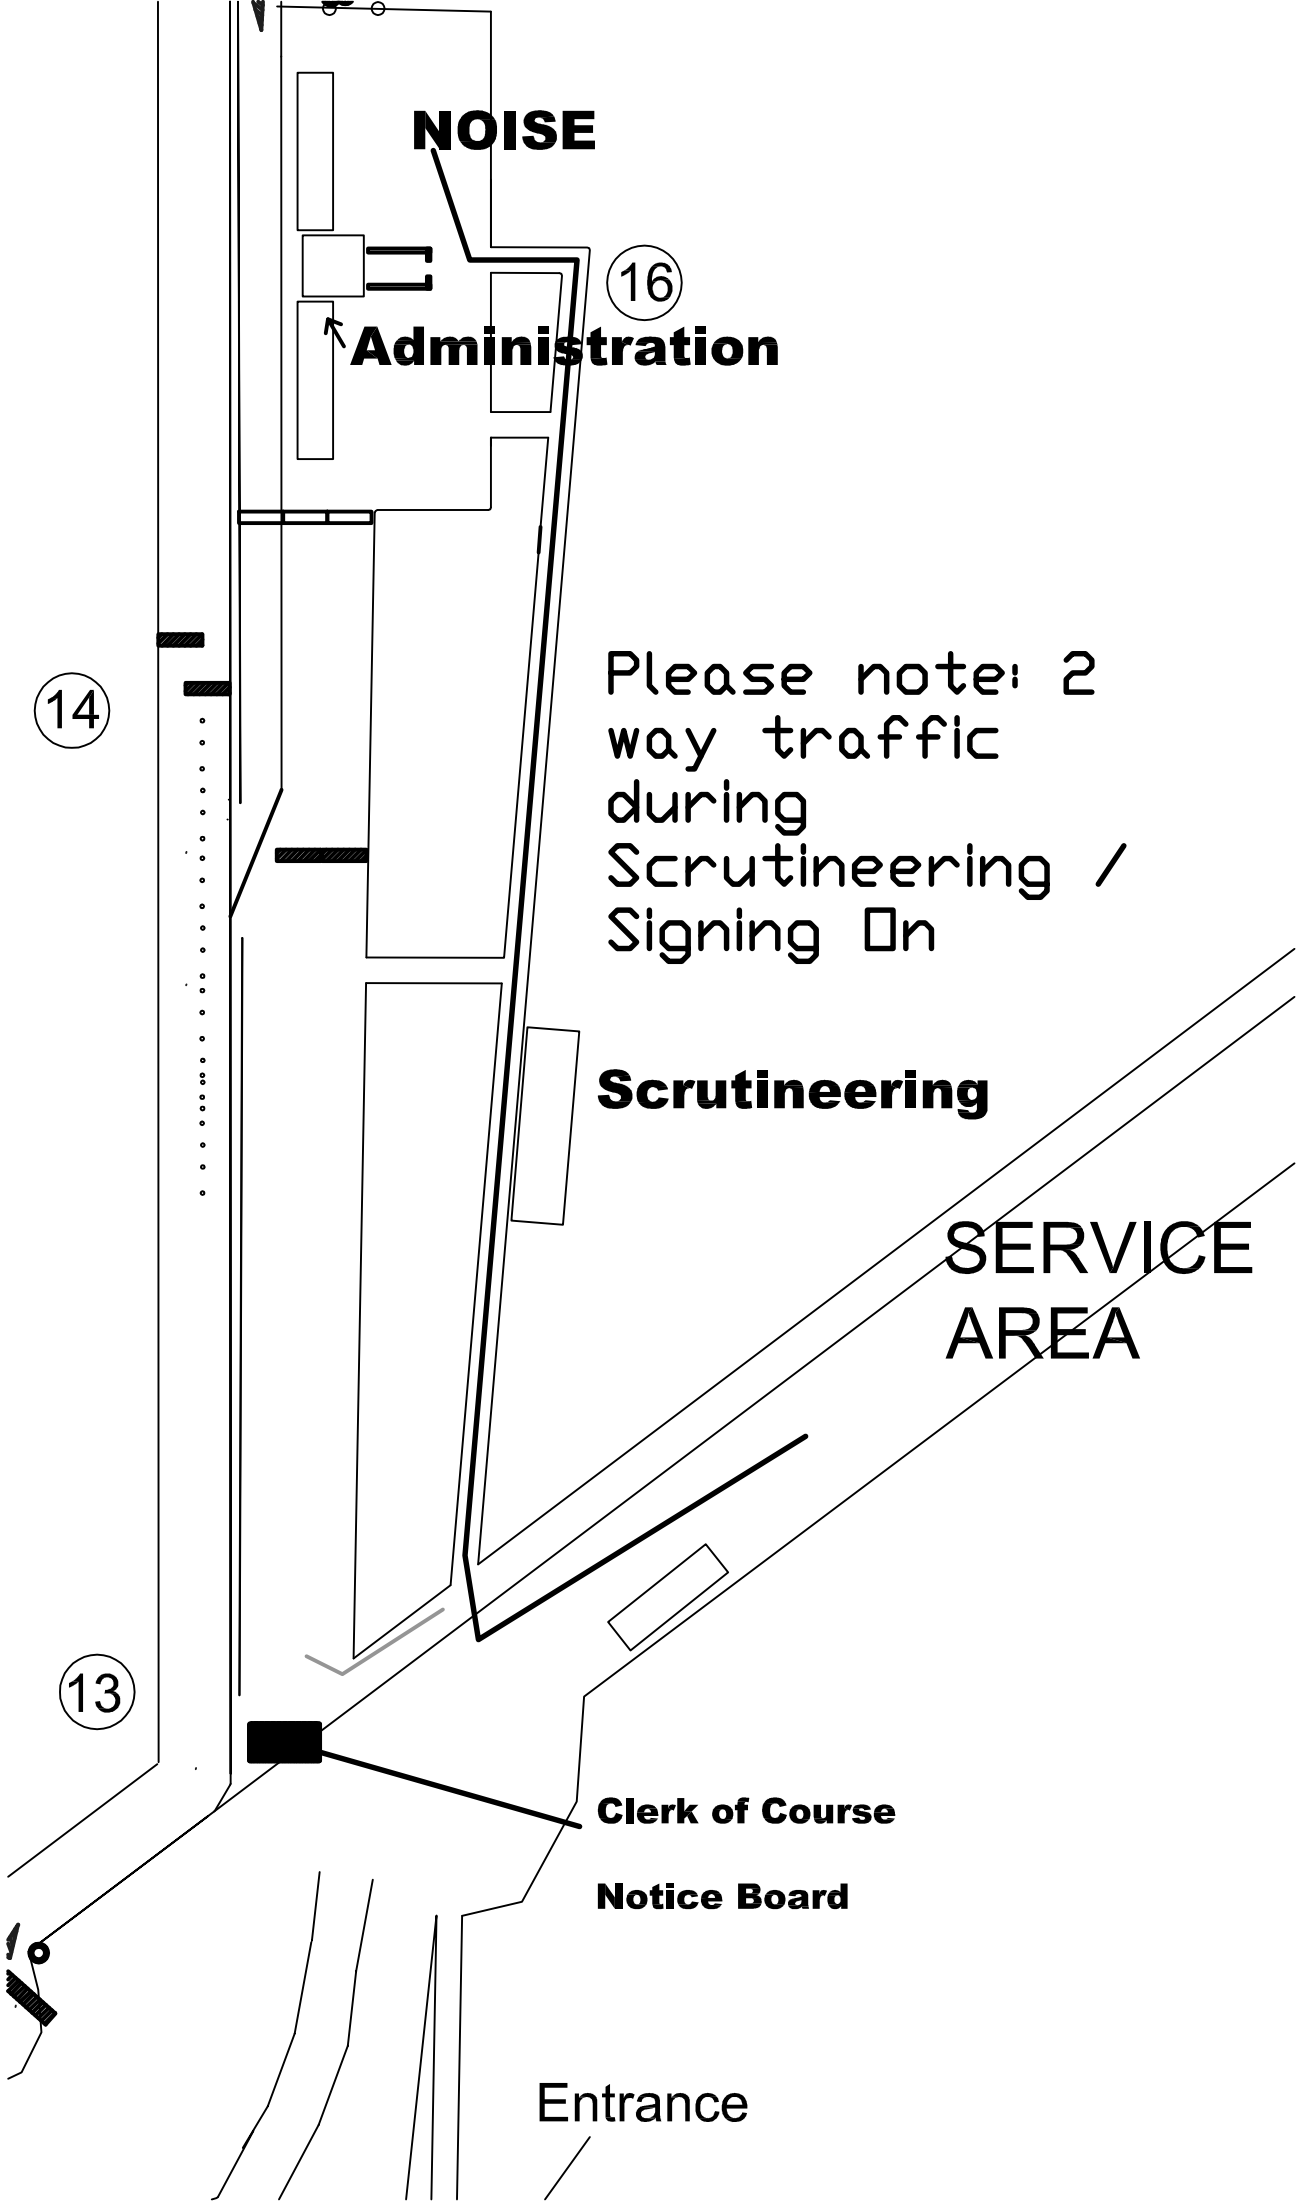 NOISE
16
Administration
14
Please note: 2
way traffic
during
Scrutineering /
Signing On
Scrutineering
SERVICE
AREA
13
Clerk of Course
Notice Board
Entrance